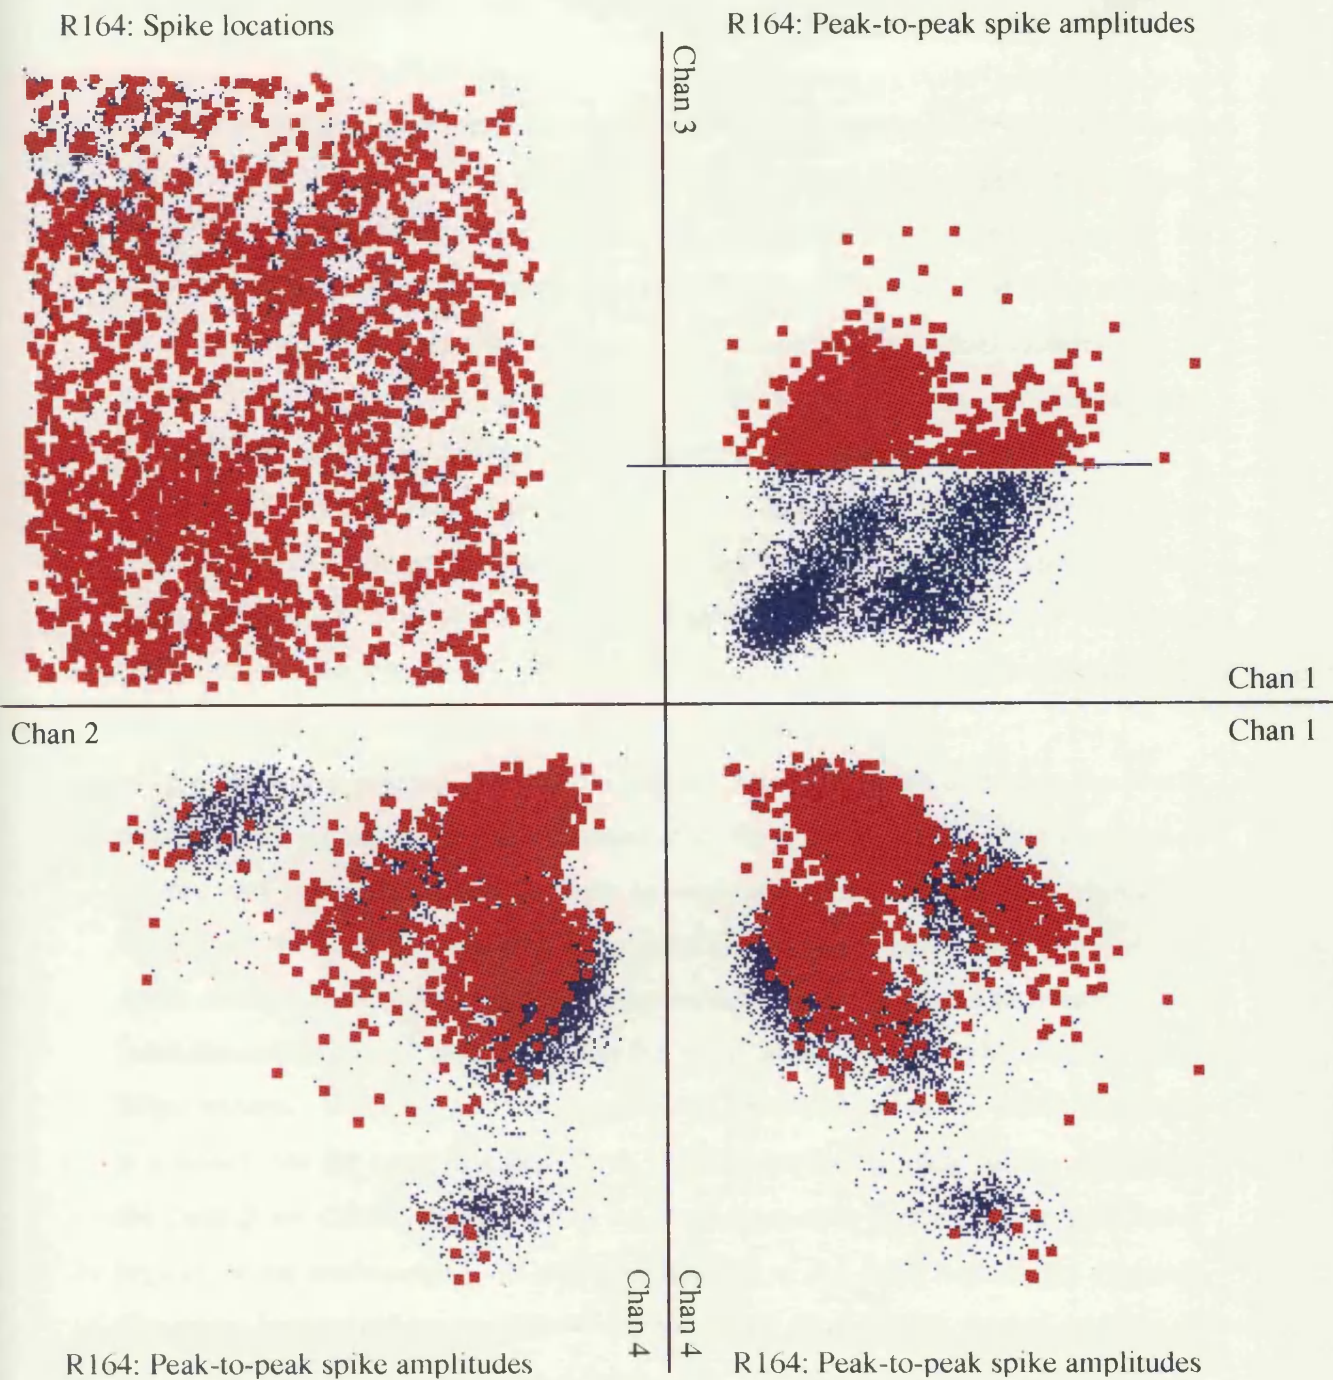 R164: Spike locations
R164: Peak-to-peak spike amplitudes
Chan 3
Chan 1
Chan 2
Chan 1
Chan 4
Chan 4
R164: Peak-to-peak spike amplitudes
R164: Peak-to-peak spike amplitudes